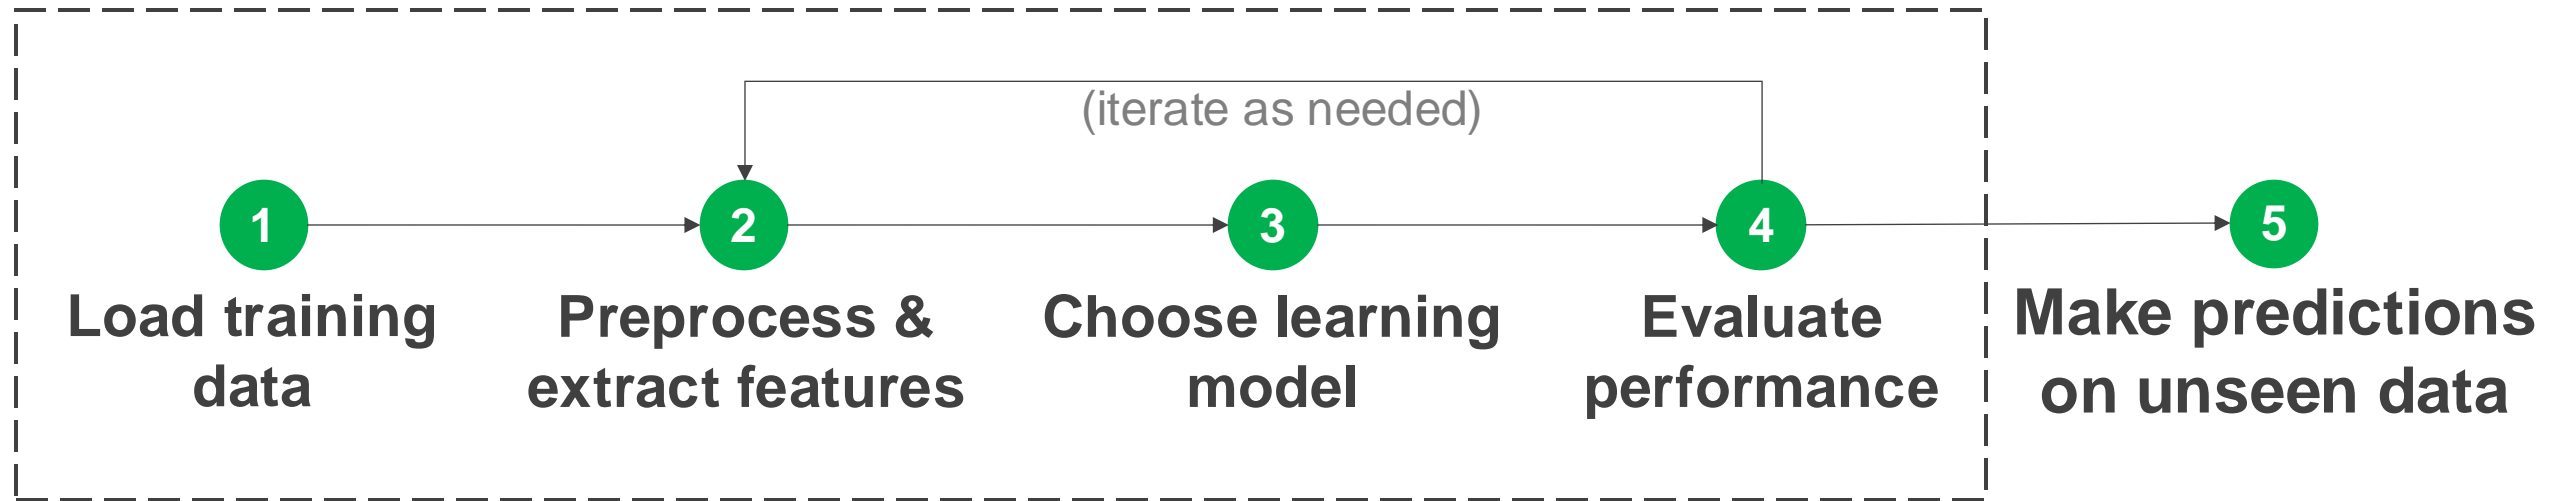 (iterate as needed)
1
2
3
4
5
Load training
data
Preprocess &
extract features
Choose learning
model
Evaluate
performance
Make predictions
on unseen data